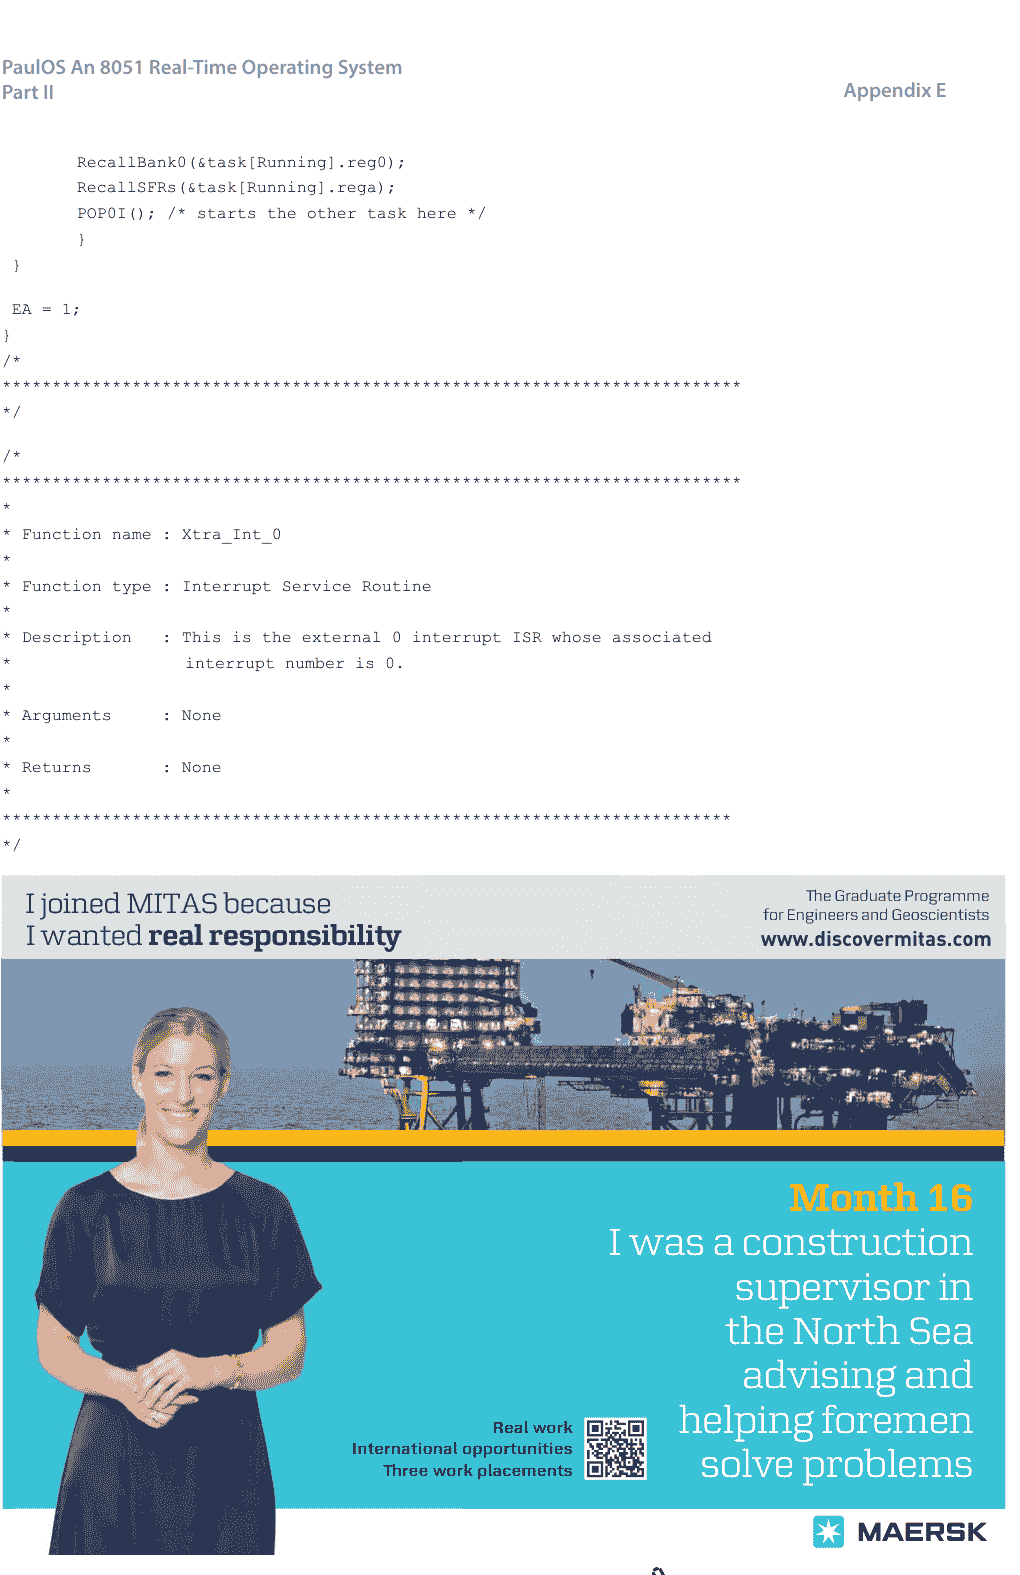 PaulOS An 8051 Real-Time Operating System
Part II
Appendix E
RecallBank0(&task[Running].reg0);
RecallSFRs(&task[Running].rega);
POP0I(); /* starts the other task here */
}
}
EA = 1;
}
/*
**************************************************************************
*/
/*
**************************************************************************
*
* Function name : Xtra_Int_0
*
* Function type : Interrupt Service Routine
*
* Description   : This is the external 0 interrupt ISR whose associated
*                 interrupt number is 0.
*
* Arguments     : None
*
* Returns       : None
*
*************************************************************************
*/
I joined MITAS because
I wanted real responsibility
The Graduate Programme
for Engineers and Geoscientists
www.discovermitas.com
Month 16
I was a construction
supervisor in
the North Sea
advising and
helping foremen
solve problems
Real work
International opportunities
Three work placements
MAERSK